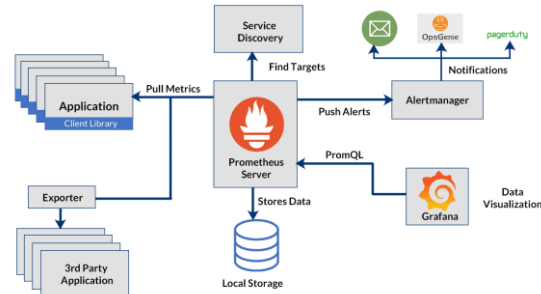 Service
Discovery
OpsGenie
pagerduty
Find Targets
Notifications
Pull Metrics
Application
Client Library
Push Alerts
Alertmanager
Prometheus
Server
PromQL
Exporter
Stores Data
Grafana
Data
Visualization
3rd Party
Application
Local Storage